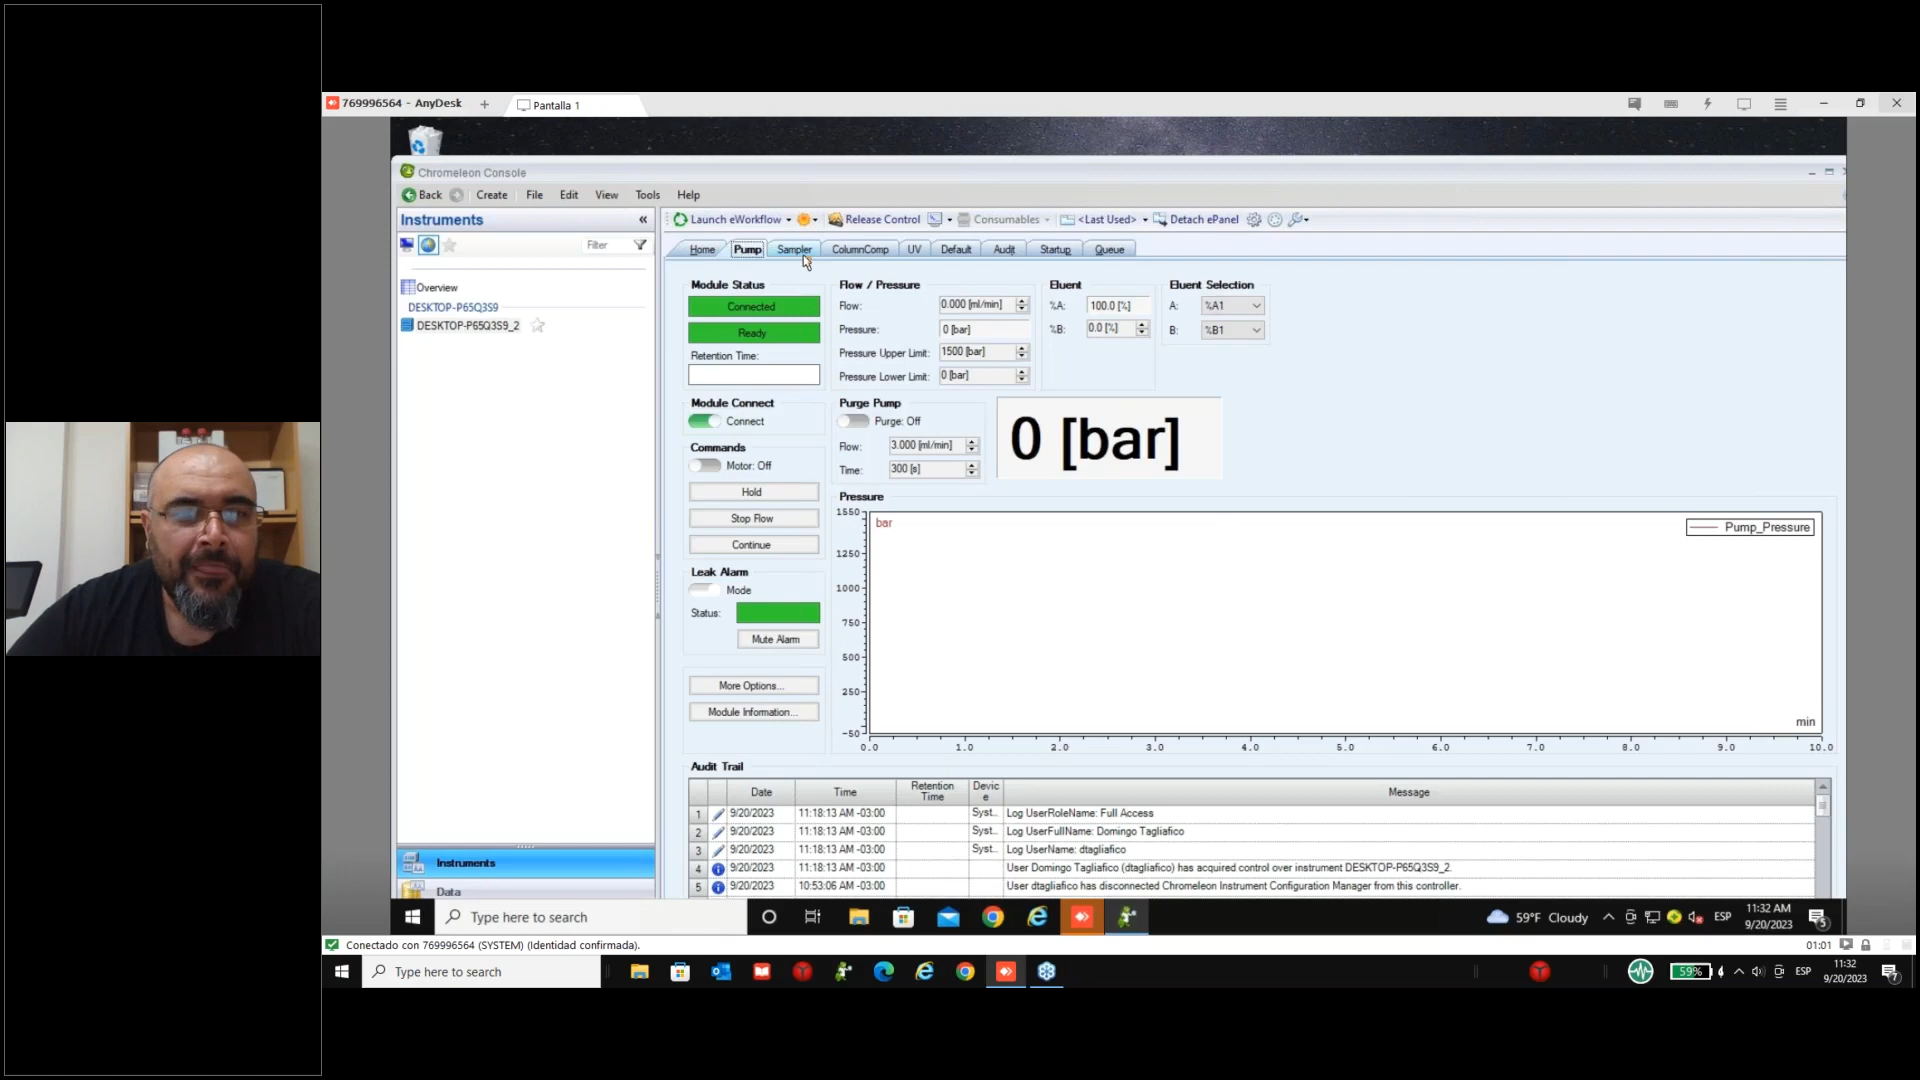 769996564 - AnyDesk
Pantalla 1
Chromeleon Console
Back Create File Edit View Tools Help
Instruments
Launch eWorkflow Release Control Consumables <Last Used> Detach ePanel
Filter
Home Pump Sampler ColumnComp UV Default Audit Startup Queue
Overview
DESKTOP-P65Q3S9
DESKTOP-P65Q3S9_2
Module Status
Connected
Ready
Retention Time:
Flow / Pressure
Flow: 0.000 [ml/min]
Pressure: 0 [bar]
Pressure Upper Limit: 1500 [bar]
Pressure Lower Limit: 0 [bar]
Eluent
%A: 100.0 [%]
%B: 0.0 [%]
Eluent Selection
A: %A1
B: %B1
Module Connect
Connect
Commands
Motor: Off
Hold
Stop Flow
Continue
Purge Pump
Purge: Off
Flow: 3.000 [ml/min]
Time: 300 [s]
0 [bar]
Leak Alarm
Mode
Status:
Mute Alarm
More Options...
Module Information...
Pressure
bar
Pump_Pressure
1550
1250
1000
750
500
250
-50
min
0.0 1.0 2.0 3.0 4.0 5.0 6.0 7.0 8.0 9.0 10.0
Audit Trail
Date Time Retention Time Device Message
1 9/20/2023 11:18:13 AM -03:00 Syst... Log UserRoleName: Full Access
2 9/20/2023 11:18:13 AM -03:00 Syst... Log UserFullName: Domingo Tagliafico
3 9/20/2023 11:18:13 AM -03:00 Syst... Log UserName: dtagliafico
4 9/20/2023 11:18:13 AM -03:00 User Domingo Tagliafico (dtagliafico) has acquired control over instrument DESKTOP-P65Q3S9_2.
5 9/20/2023 10:53:06 AM -03:00 User dtagliafico has disconnected Chromeleon Instrument Configuration Manager from this controller.
Instruments
Data
Type here to search
59°F Cloudy
ESP
11:32 AM
9/20/2023
5
Conectado con 769996564 (SYSTEM) (Identidad confirmada).
01:01
Type here to search
59%
ESP
11:32
9/20/2023
7